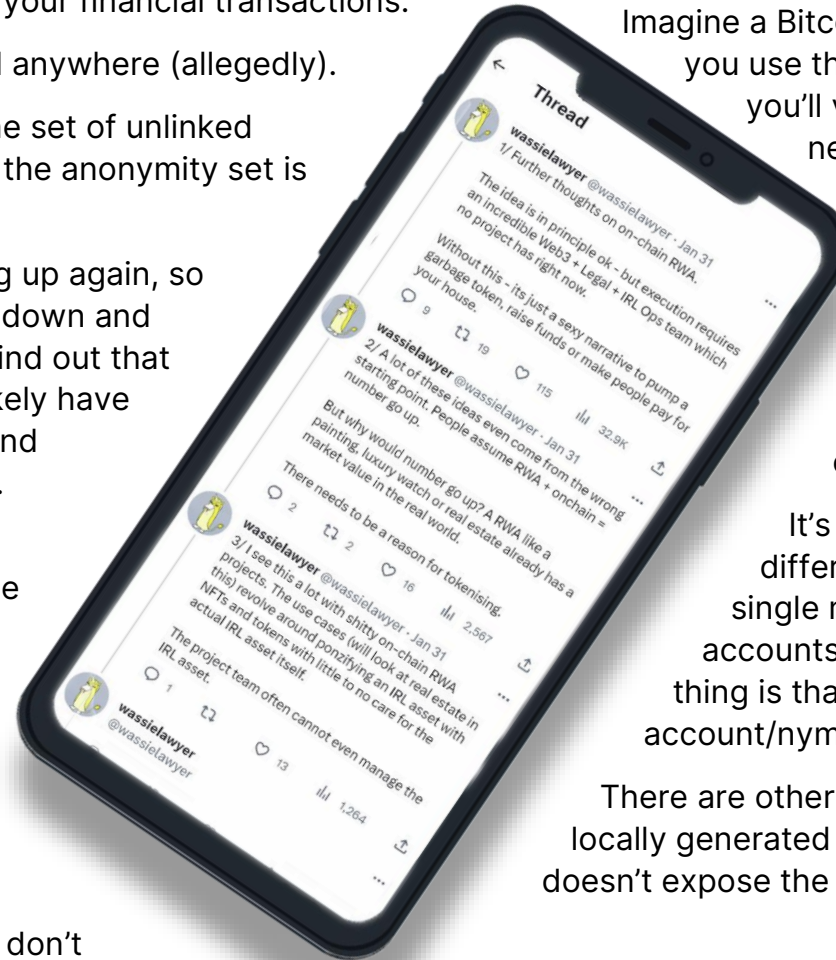 your financial transactions.
anywhere (allegedly).
set of unlinked
the anonymity set is
up again, so
down and
ind out that
kely have
nd
e
don't
Thread
wassielawyer @wassielawyer · Jan 31
1/ Further thoughts on on-chain RWA.
The idea is in principle ok - but execution requires
an incredible Web3 + Legal + IRL Ops team which
no project has right now.
Without this - its just a sexy narrative to pump a
garbage token, raise funds or make people pay for
your house.
9 19 115 32.9K
wassielawyer @wassielawyer · Jan 31
2/ A lot of these ideas even come from the wrong
starting point. People assume RWA + onchain =
number go up.
But why would number go up? A RWA like a
painting, luxury watch or real estate already has a
market value in the real world.
There needs to be a reason for tokenising.
2 2 16 2,567
wassielawyer @wassielawyer · Jan 31
3/ I see this a lot with shitty on-chain RWA
projects. The use cases (will look at real estate in
this) revolve around ponzifying an IRL asset with
NFTs and tokens with little to no care for the
actual IRL asset itself.
The project team often cannot even manage the
IRL asset.
1 13 1,264
wassielawyer
@wassielawyer
Imagine a Bitc
you use th
you'll
ne
It's
differ
single
accounts
thing is tha
account/nym
There are other
locally generated
doesn't expose the